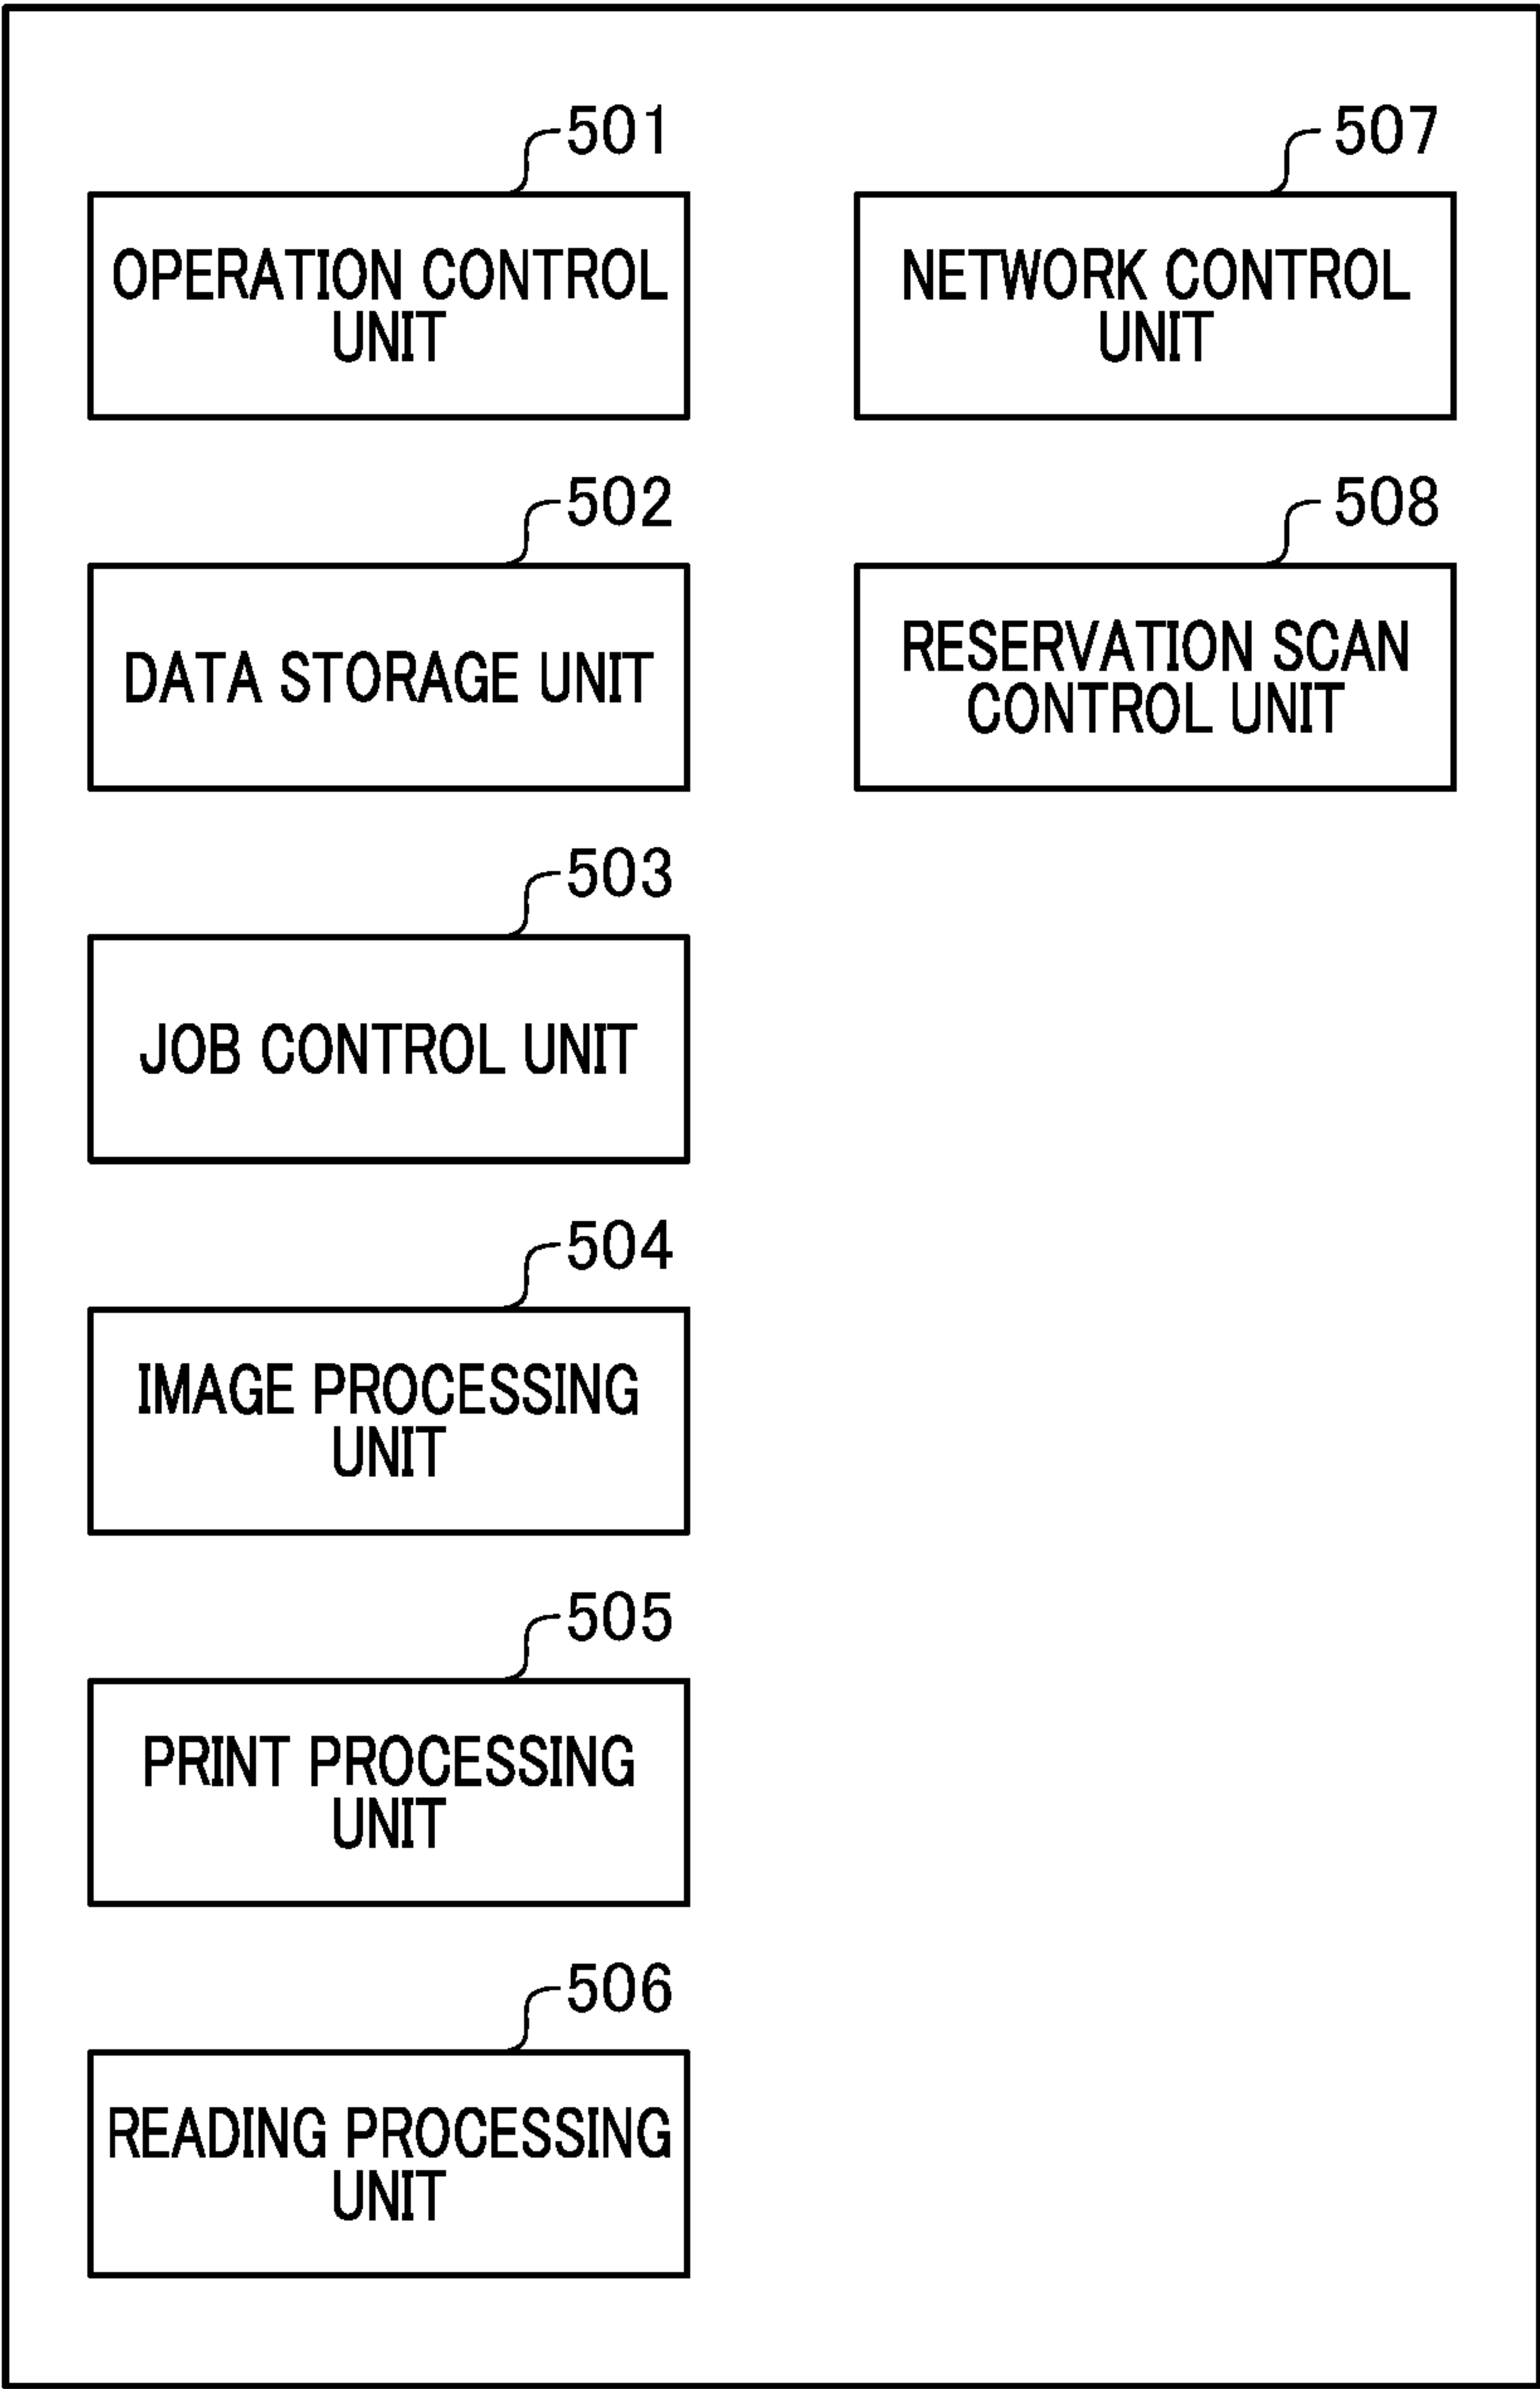 501
OPERATION CONTROL
UNIT
502
DATA STORAGE UNIT
503
JOB CONTROL UNIT
504
IMAGE PROCESSING
UNIT
505
PRINT PROCESSING
UNIT
506
READING PROCESSING
UNIT
507
NETWORK CONTROL
UNIT
508
RESERVATION SCAN
CONTROL UNIT